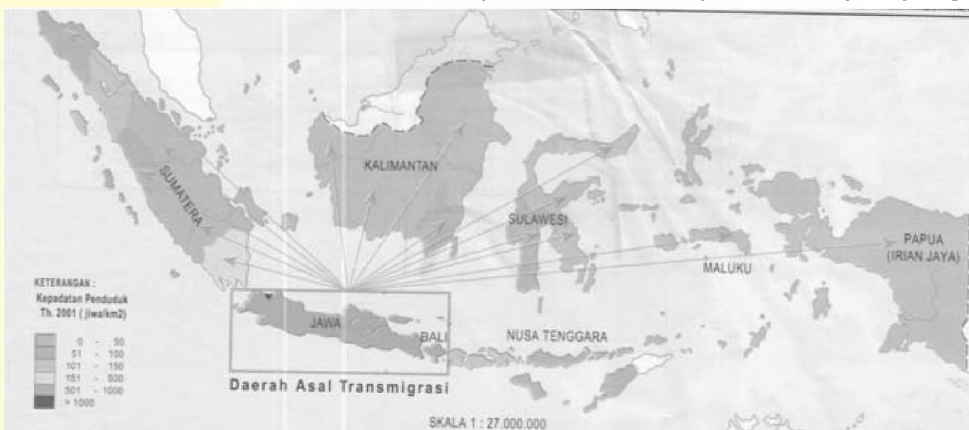 KALIMANTAN
SUMATERA
SULAWESI
PAPUA
(IRIAN JAYA)
MALUKU
KETERANGAN :
Kepadatan Penduduk
Th. 2001 ( jiwa/km2)
JAWA
BALI
NUSA TENGGARA
0 - 50
51 - 100
101 - 150
151 - 500
501 - 1000
> 1000
Daerah Asal Transmigrasi
SKALA 1 : 27.000.000